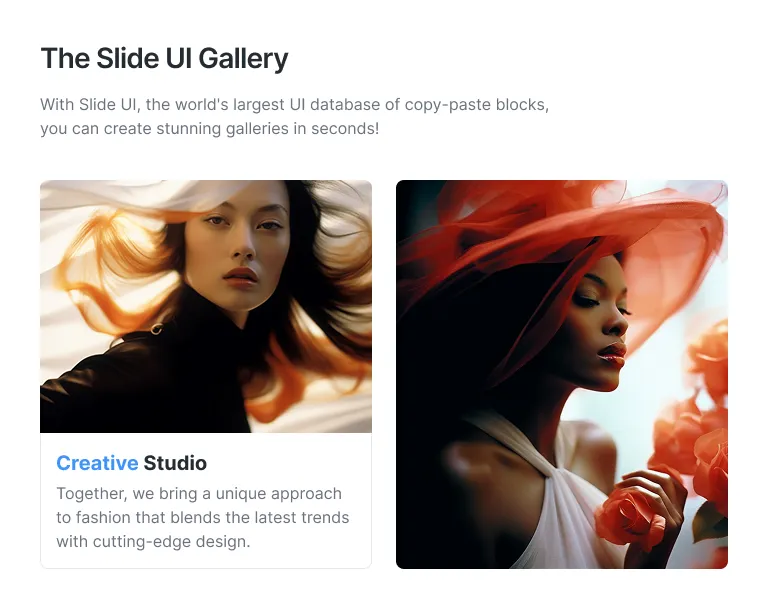 The Slide UI Gallery
With Slide UI, the world's largest UI database of copy-paste blocks,
you can create stunning galleries in seconds!
Creative Studio
Together, we bring a unique approach
to fashion that blends the latest trends
with cutting-edge design.